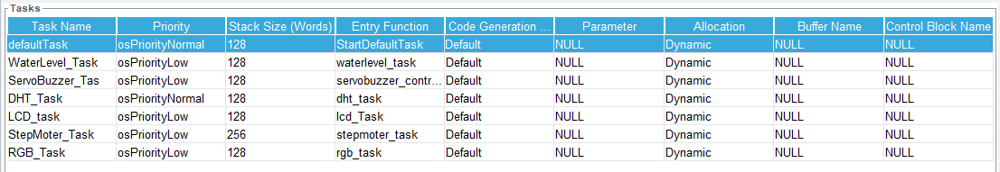 Tasks
Task Name Priority Stack Size (Words) Entry Function Code Generation ... Parameter Allocation Buffer Name Control Block Name
defaultTask osPriorityNormal 128 StartDefaultTask Default NULL Dynamic NULL NULL
WaterLevel_Task osPriorityLow 128 waterlevel_task Default NULL Dynamic NULL NULL
ServoBuzzer_Tas osPriorityLow 128 servobuzzer_contr... Default NULL Dynamic NULL NULL
DHT_Task osPriorityNormal 128 dht_task Default NULL Dynamic NULL NULL
LCD_task osPriorityLow 128 lcd_Task Default NULL Dynamic NULL NULL
StepMoter_Task osPriorityLow 256 stepmoter_task Default NULL Dynamic NULL NULL
RGB_Task osPriorityLow 128 rgb_task Default NULL Dynamic NULL NULL